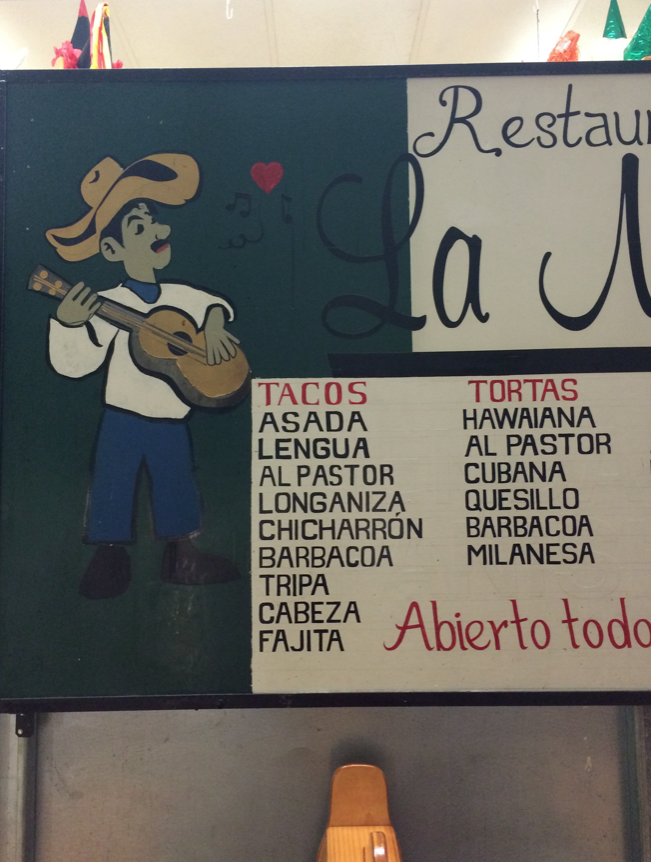 Restau
La
TACOS
ASADA
LENGUA
AL PASTOR
LONGANIZA
CHICHARRÓN
BARBACOA
TRIPA
CABEZA
FAJITA
TORTAS
HAWAIANA
AL PASTOR
CUBANA
QUESILLO
BARBACOA
MILANESA
Abierto todo